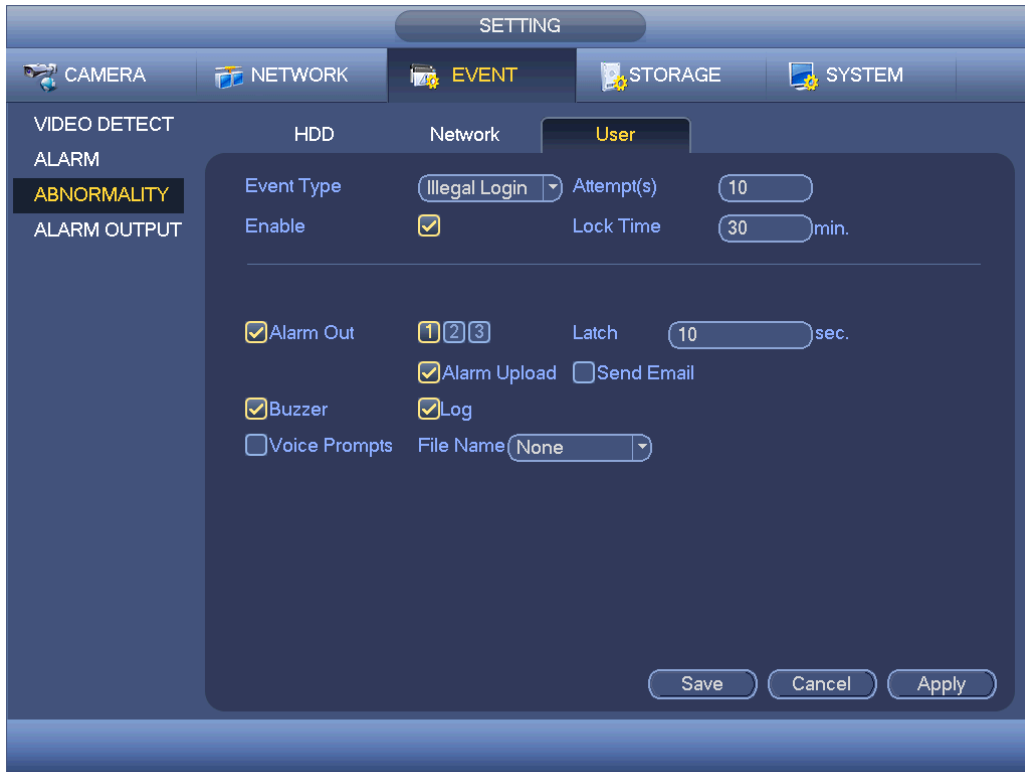 SETTING
CAMERA NETWORK EVENT STORAGE SYSTEM
VIDEO DETECT
ALARM
ABNORMALITY
ALARM OUTPUT
HDD Network User
Event Type Illegal Login Attempt(s) 10
Enable Lock Time 30 min.
Alarm Out 1 2 3 Latch 10 sec.
Alarm Upload Send Email
Buzzer Log
Voice Prompts File Name None
Save Cancel Apply